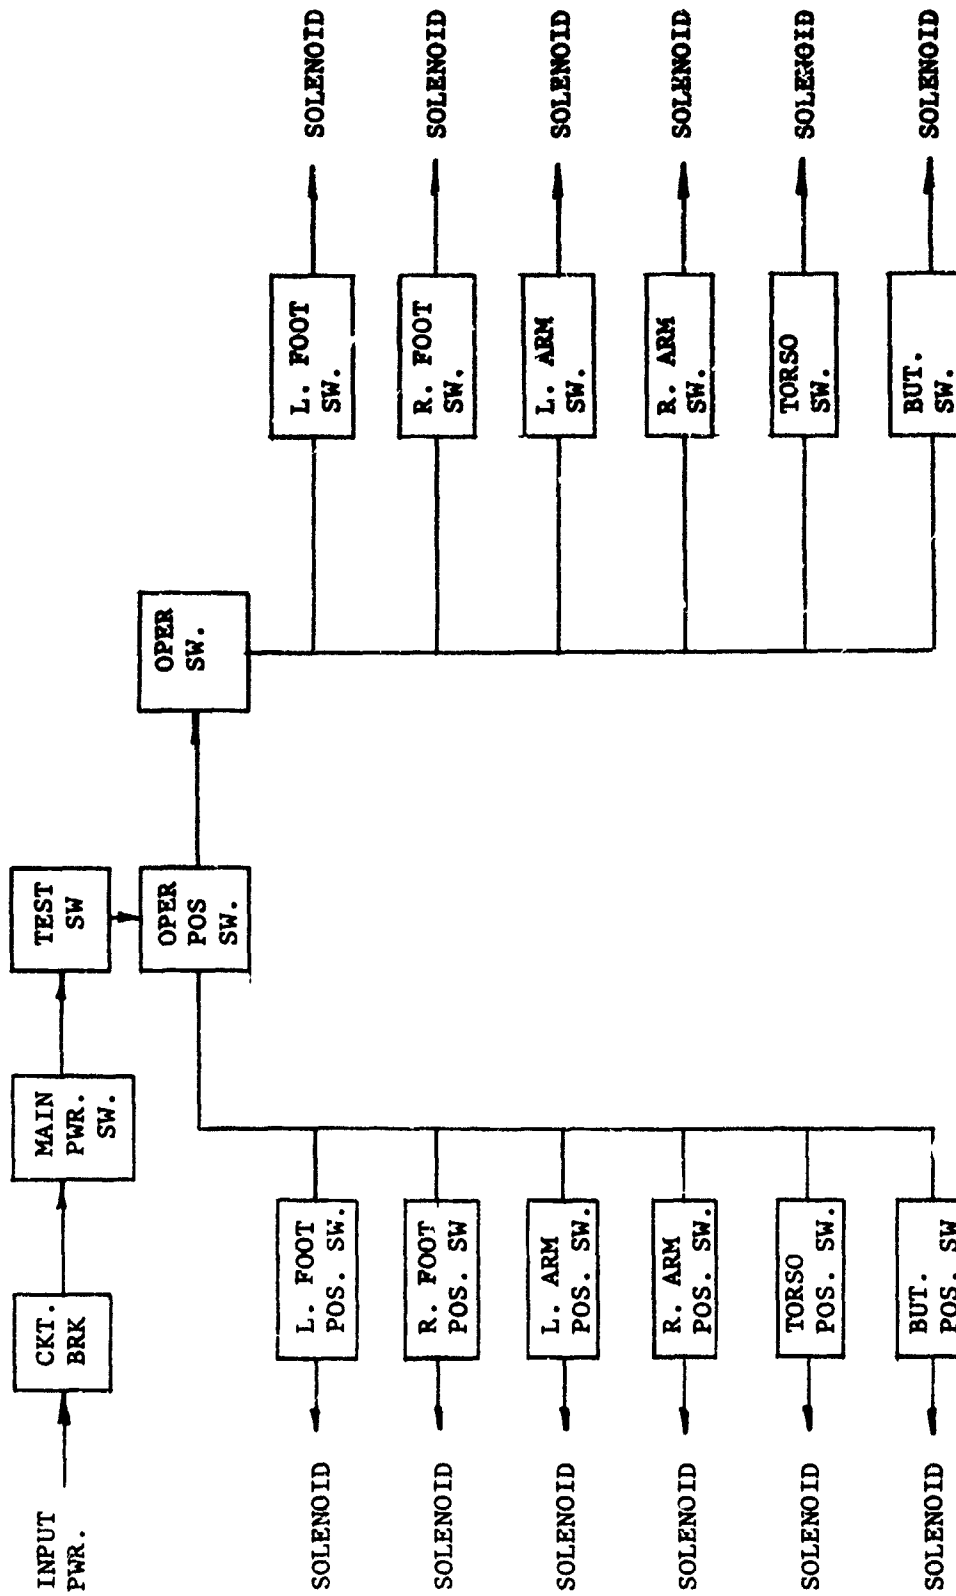 INPUT
PWR.
CKT.
BRK
MAIN
PWR.
SW.
TEST
SW
OPER
POS
SW.
OPER
SW.
SOLENOID
L. FOOT
POS. SW.
L. FOOT
SW.
SOLENOID
SOLENOID
R. FOOT
POS. SW
R. FOOT
SW.
SOLENOID
SOLENOID
L. ARM
POS. SW.
L. ARM
SW.
SOLENOID
SOLENOID
R. ARM
POS. SW.
R. ARM
SW.
SOLENOID
SOLENOID
TORSO
POS. SW.
TORSO
SW.
SOLENOID
SOLENOID
BUT.
POS. SW
BUT.
SW.
SOLENOID